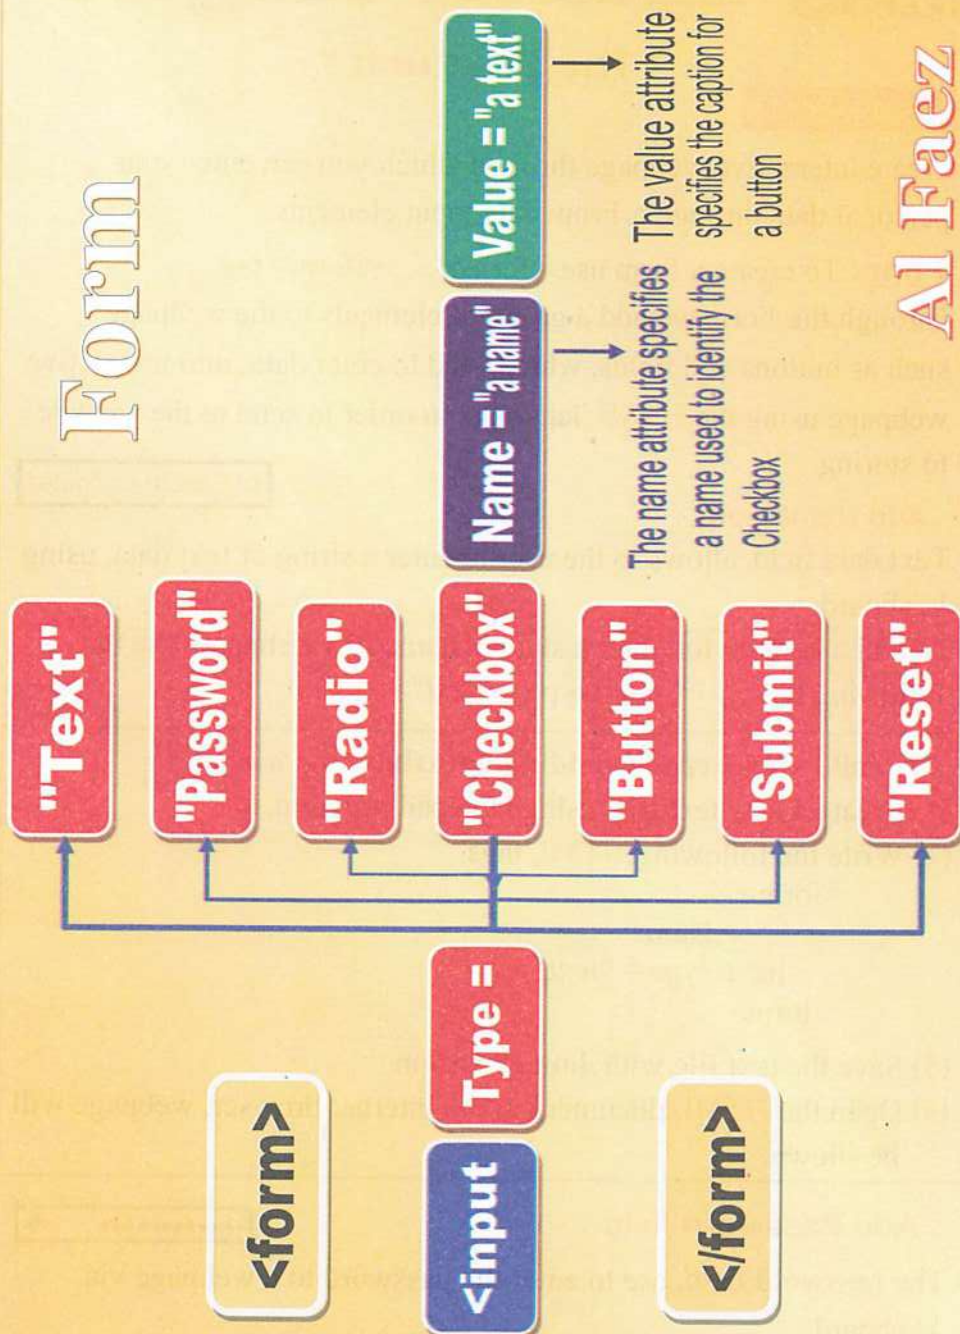 Form
<form>
<input
Type =
"Text"
"Password"
"Radio"
"Checkbox"
"Button"
"Submit"
"Reset"
Name ="a name"
Value = "a text"
The name attribute specifies
a name used to identify the
Checkbox
The value attribute
specifies the caption for
a button
</form>
Al Faez